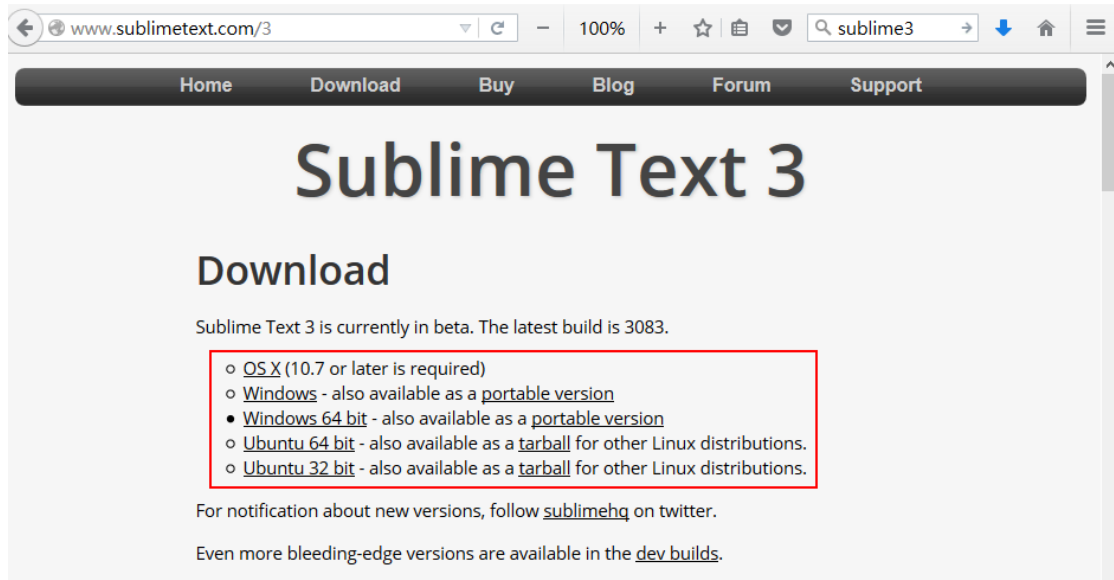 www.sublimetext.com/3 100% sublime3
Home Download Buy Blog Forum Support
Sublime Text 3
Download
Sublime Text 3 is currently in beta. The latest build is 3083.
OS X (10.7 or later is required)
Windows - also available as a portable version
Windows 64 bit - also available as a portable version
Ubuntu 64 bit - also available as a tarball for other Linux distributions.
Ubuntu 32 bit - also available as a tarball for other Linux distributions.
For notification about new versions, follow sublimehq on twitter.
Even more bleeding-edge versions are available in the dev builds.